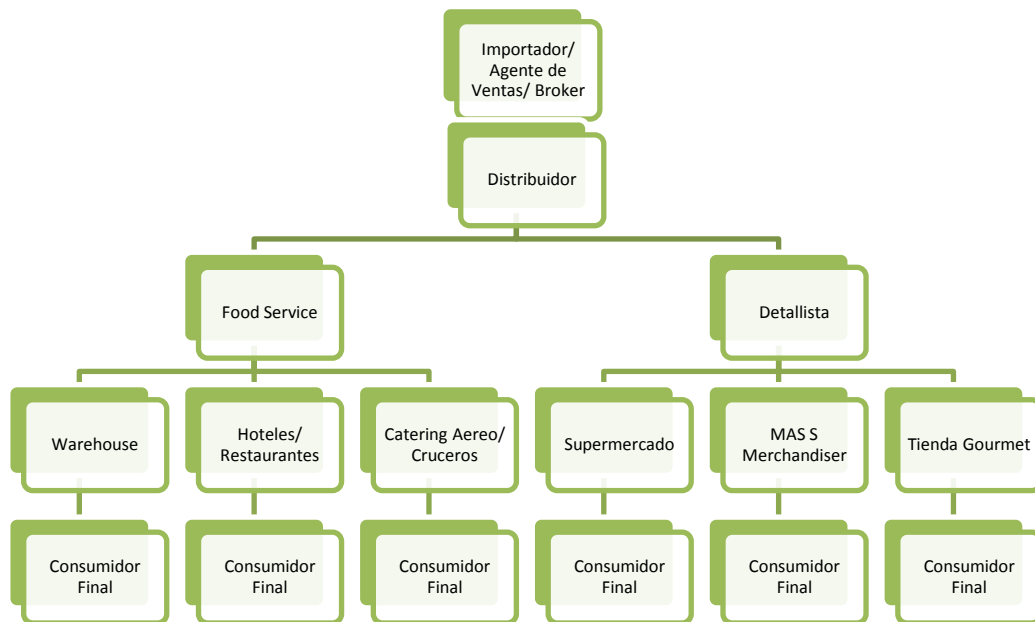 Importador/
Agente de
Ventas/ Broker
Distribuidor
Food Service
Detallista
Warehouse
Hoteles/
Restaurantes
Catering Aereo/
Cruceros
Supermercado
MAS S
Merchandiser
Tienda Gourmet
Consumidor
Final
Consumidor
Final
Consumidor
Final
Consumidor
Final
Consumidor
Final
Consumidor
Final